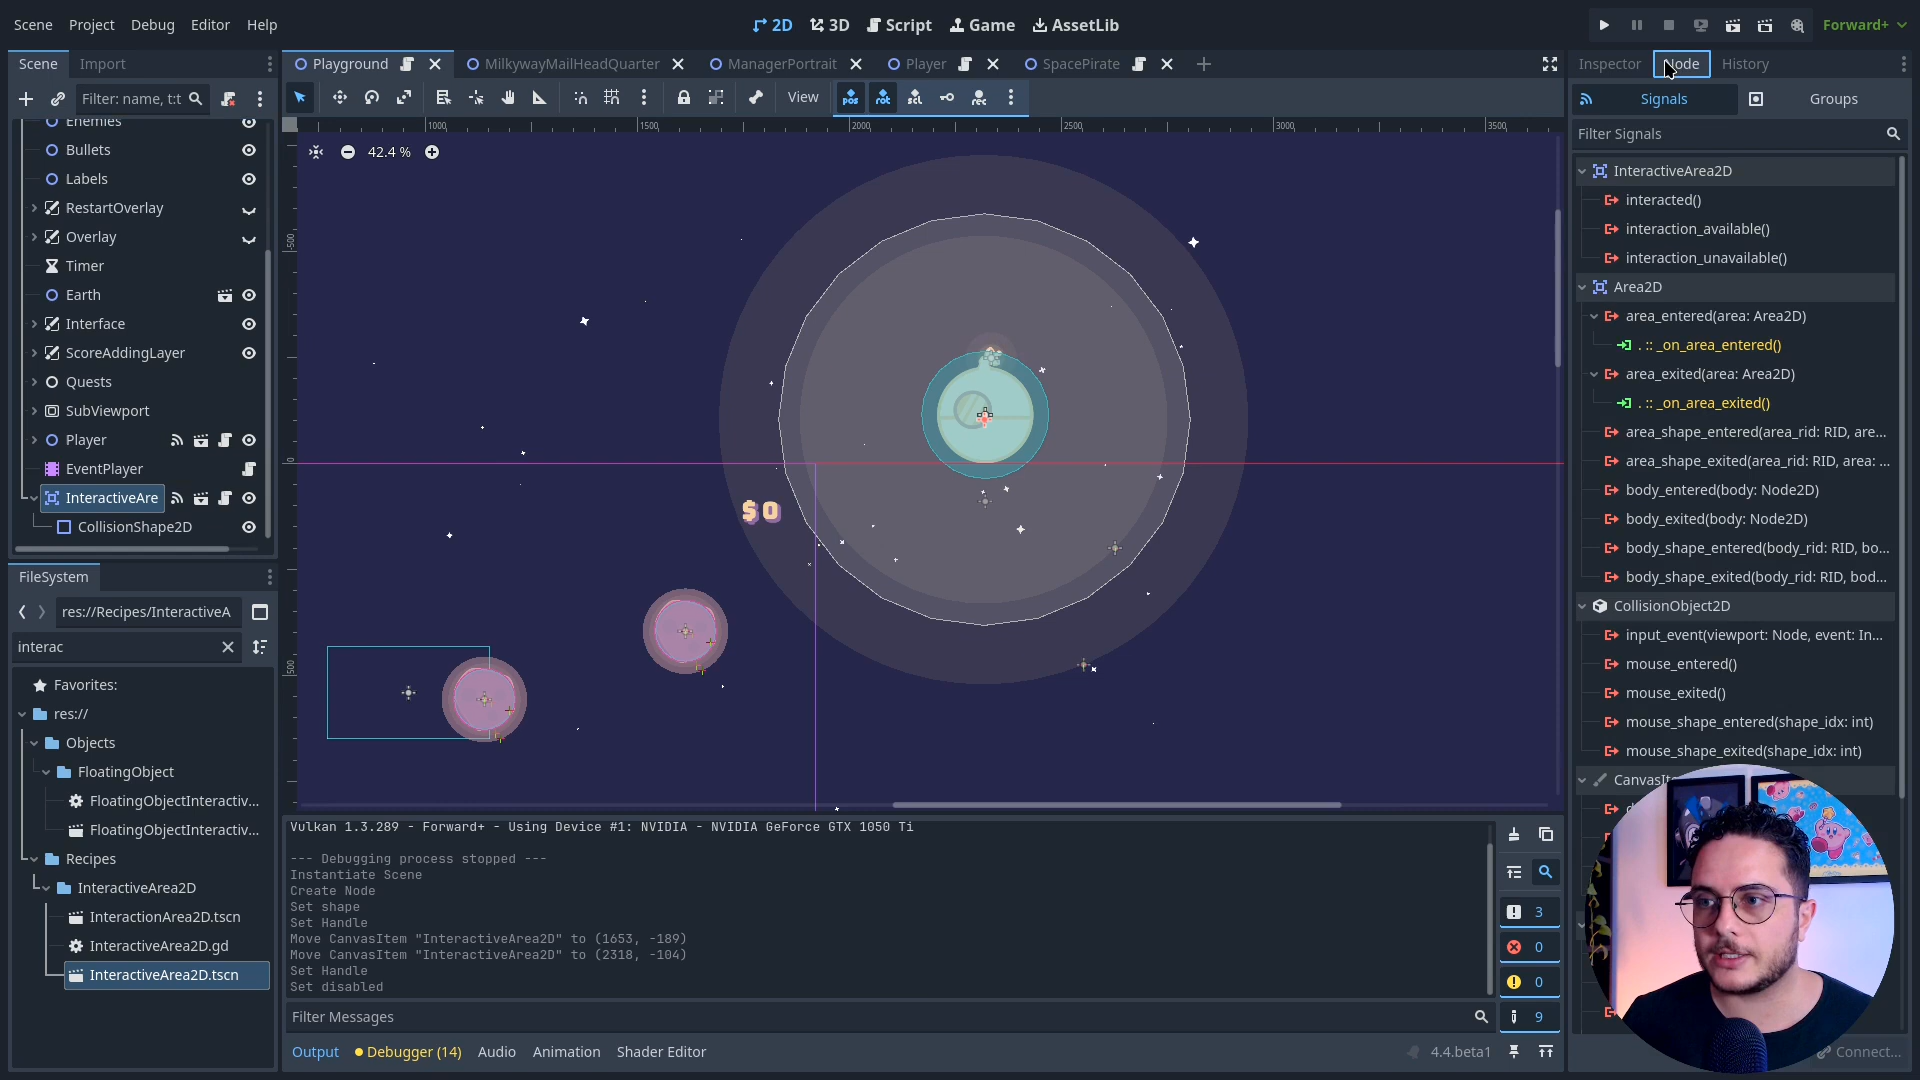 Scene Project Debug Editor Help
2D 3D Script Game AssetLib
Forward+
Scene Import
Playground MilkywayMailHeadQuarter ManagerPortrait Player SpacePirate
Inspector Node History
Filter: name, t:t
View
Signals Groups
Filter Signals
1000 1500 2000 2500 3000 3500
42.4 %
-500
0
500
$0
Enemies
Bullets
Labels
RestartOverlay
Overlay
Timer
Earth
Interface
ScoreAddingLayer
Quests
SubViewport
Player
EventPlayer
InteractiveAre
CollisionShape2D
FileSystem
res://Recipes/InteractiveA
interac
Favorites:
res://
Objects
FloatingObject
FloatingObjectInteractiv...
FloatingObjectInteractiv...
Recipes
InteractiveArea2D
InteractionArea2D.tscn
InteractiveArea2D.gd
InteractiveArea2D.tscn
Vulkan 1.3.289 - Forward+ - Using Device #1: NVIDIA - NVIDIA GeForce GTX 1050 Ti
--- Debugging process stopped ---
Instantiate Scene
Create Node
Set shape
Set Handle
Move CanvasItem "InteractiveArea2D" to (1653, -189)
Move CanvasItem "InteractiveArea2D" to (2318, -104)
Set Handle
Set disabled
Filter Messages
3
0
0
9
Output Debugger (14) Audio Animation Shader Editor
4.4.beta1
InteractiveArea2D
interacted()
interaction_available()
interaction_unavailable()
Area2D
area_entered(area: Area2D)
. :: _on_area_entered()
area_exited(area: Area2D)
. :: _on_area_exited()
area_shape_entered(area_rid: RID, are...
area_shape_exited(area_rid: RID, area: ...
body_entered(body: Node2D)
body_exited(body: Node2D)
body_shape_entered(body_rid: RID, bo...
body_shape_exited(body_rid: RID, bod...
CollisionObject2D
input_event(viewport: Node, event: In...
mouse_entered()
mouse_exited()
mouse_shape_entered(shape_idx: int)
mouse_shape_exited(shape_idx: int)
CanvasIte
Connect...